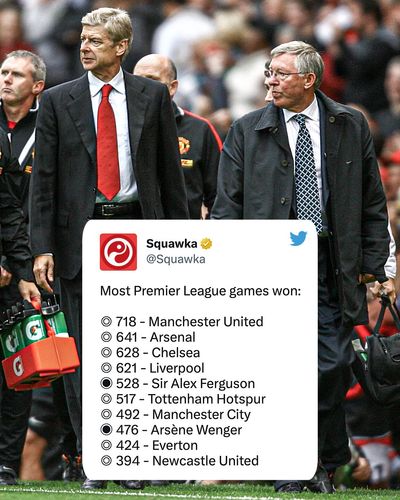 Squawka
@Squawka
Most Premier League games won:
◎ 718 - Manchester United
◎ 641 - Arsenal
◎ 628 - Chelsea
◎ 621 - Liverpool
◉ 528 - Sir Alex Ferguson
◎ 517 - Tottenham Hotspur
◎ 492 - Manchester City
◉ 476 - Arsène Wenger
◎ 424 - Everton
◎ 394 - Newcastle United